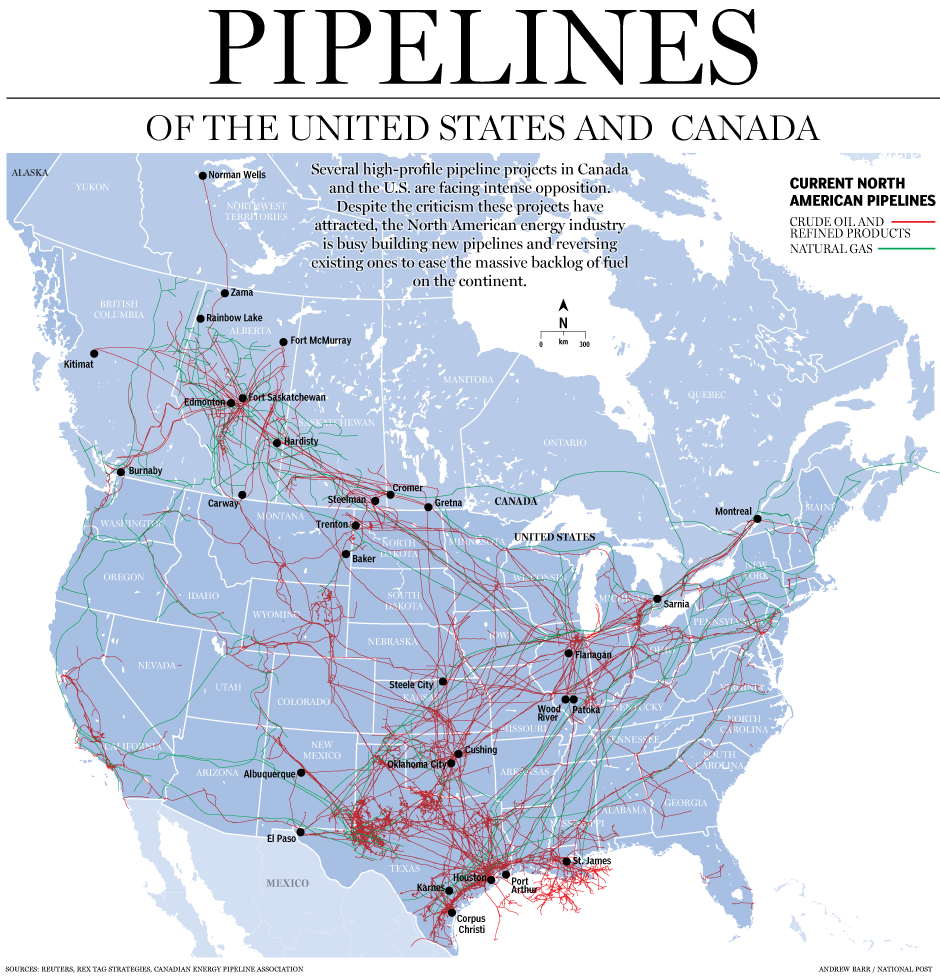 PIPELINES
OF THE UNITED STATES AND CANADA
Several high-profile pipeline projects in Canada
and the U.S. are facing intense opposition.
Despite the criticism these projects have
attracted, the North American energy industry
is busy building new pipelines and reversing
existing ones to ease the massive backlog of fuel
on the continent.
CURRENT NORTH
AMERICAN PIPELINES
CRUDE OIL AND
REFINED PRODUCTS
NATURAL GAS
N
0 km 300
ALASKA
YUKON
Norman Wells
NORTHWEST
TERRITORIES
Zama
BRITISH
COLUMBIA
Rainbow Lake
ALBERTA
Fort McMurray
Kitimat
MANITOBA
QUEBEC
Edmonton
Fort Saskatchewan
SASKATCHEWAN
ONTARIO
Hardisty
Burnaby
Cromer
Steelman
Carway
Gretna
CANADA
MONTANA
Montreal
MAINE
WASHINGTON
Trenton
NORTH
DAKOTA
MINNESOTA
UNITED STATES
Baker
OREGON
IDAHO
WYOMING
SOUTH
DAKOTA
WISCONSIN
MICHIGAN
Sarnia
NEW
YORK
PENNSYLVANIA
NEBRASKA
IOWA
Flanagan
OHIO
NEVADA
UTAH
COLORADO
Steele City
KANSAS
Wood
River
Patoka
KENTUCKY
VIRGINIA
MISSOURI
CALIFORNIA
ARIZONA
NEW
MEXICO
Albuquerque
Cushing
Oklahoma City
ARKANSAS
TENNESSEE
NORTH
CAROLINA
SOUTH
CAROLINA
GEORGIA
ALABAMA
MISSISSIPPI
El Paso
TEXAS
MEXICO
Houston
Port
Arthur
St. James
Karnes
Corpus
Christi
SOURCES: REUTERS, REX TAG STRATEGIES, CANADIAN ENERGY PIPELINE ASSOCIATION
ANDREW BARR / NATIONAL POST